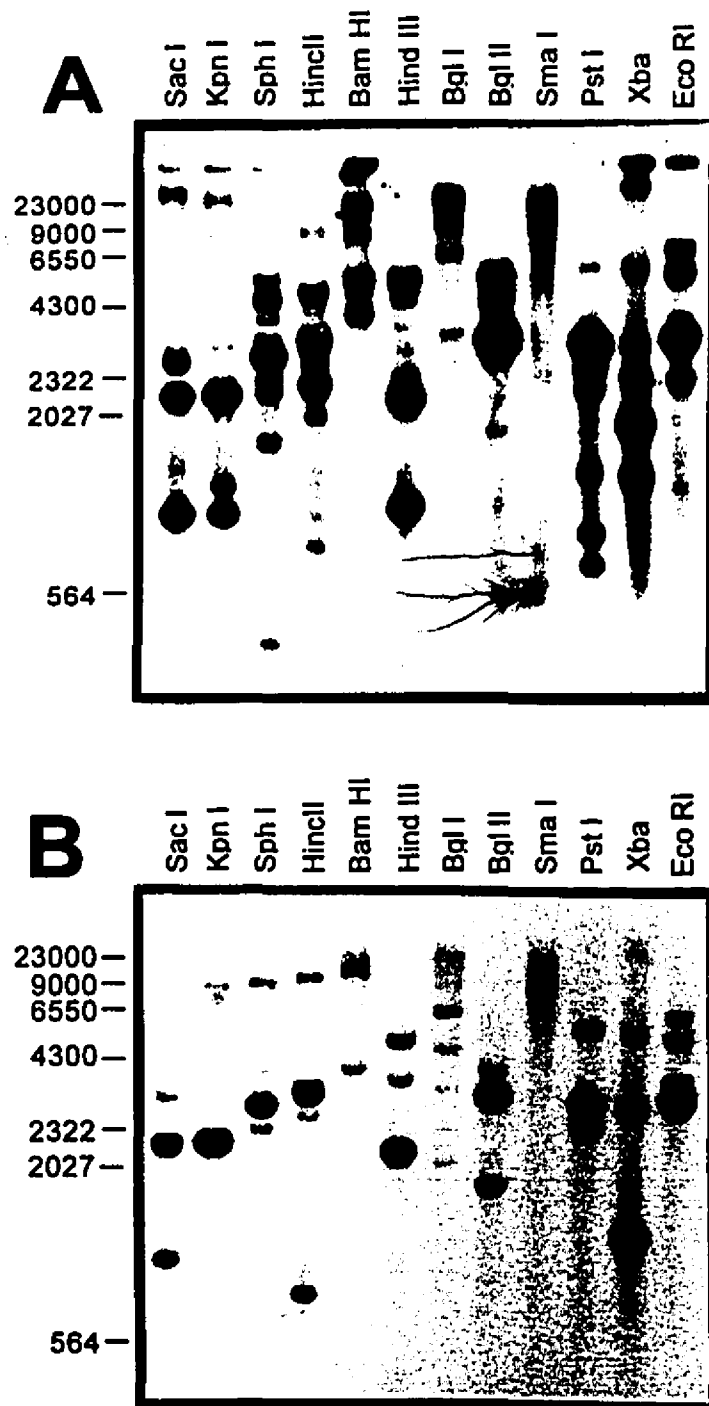 A
Sac I
Kpn I
Sph I
HincII
Bam HI
Hind III
Bgl I
Bgl II
Sma I
Pst I
Xba
Eco RI
23000
9000
6550
4300
2322
2027
564
B
Sac I
Kpn I
Sph I
HincII
Bam HI
Hind III
Bgl I
Bgl II
Sma I
Pst I
Xba
Eco RI
23000
9000
6550
4300
2322
2027
564